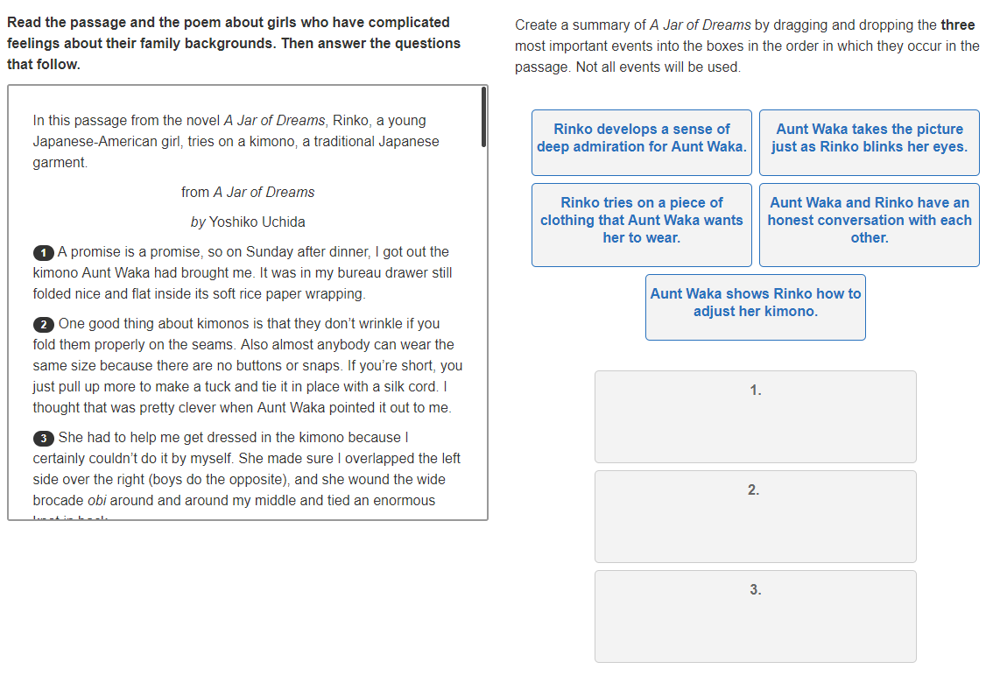 Read the passage and the poem about girls who have complicated
feelings about their family backgrounds. Then answer the questions
that follow.
In this passage from the novel A Jar of Dreams, Rinko, a young
Japanese-American girl, tries on a kimono, a traditional Japanese
garment.
from A Jar of Dreams
by Yoshiko Uchida
1 A promise is a promise, so on Sunday after dinner, I got out the
kimono Aunt Waka had brought me. It was in my bureau drawer still
folded nice and flat inside its soft rice paper wrapping.
2 One good thing about kimonos is that they don’t wrinkle if you
fold them properly on the seams. Also almost anybody can wear the
same size because there are no buttons or snaps. If you’re short, you
just pull up more to make a tuck and tie it in place with a silk cord. I
thought that was pretty clever when Aunt Waka pointed it out to me.
3 She had to help me get dressed in the kimono because I
certainly couldn’t do it by myself. She made sure I overlapped the left
side over the right (boys do the opposite), and she wound the wide
brocade obi around and around my middle and tied an enormous
Create a summary of A Jar of Dreams by dragging and dropping the three
most important events into the boxes in the order in which they occur in the
passage. Not all events will be used.
Rinko develops a sense of
deep admiration for Aunt Waka.
Aunt Waka takes the picture
just as Rinko blinks her eyes.
Rinko tries on a piece of
clothing that Aunt Waka wants
her to wear.
Aunt Waka and Rinko have an
honest conversation with each
other.
Aunt Waka shows Rinko how to
adjust her kimono.
1.
2.
3.